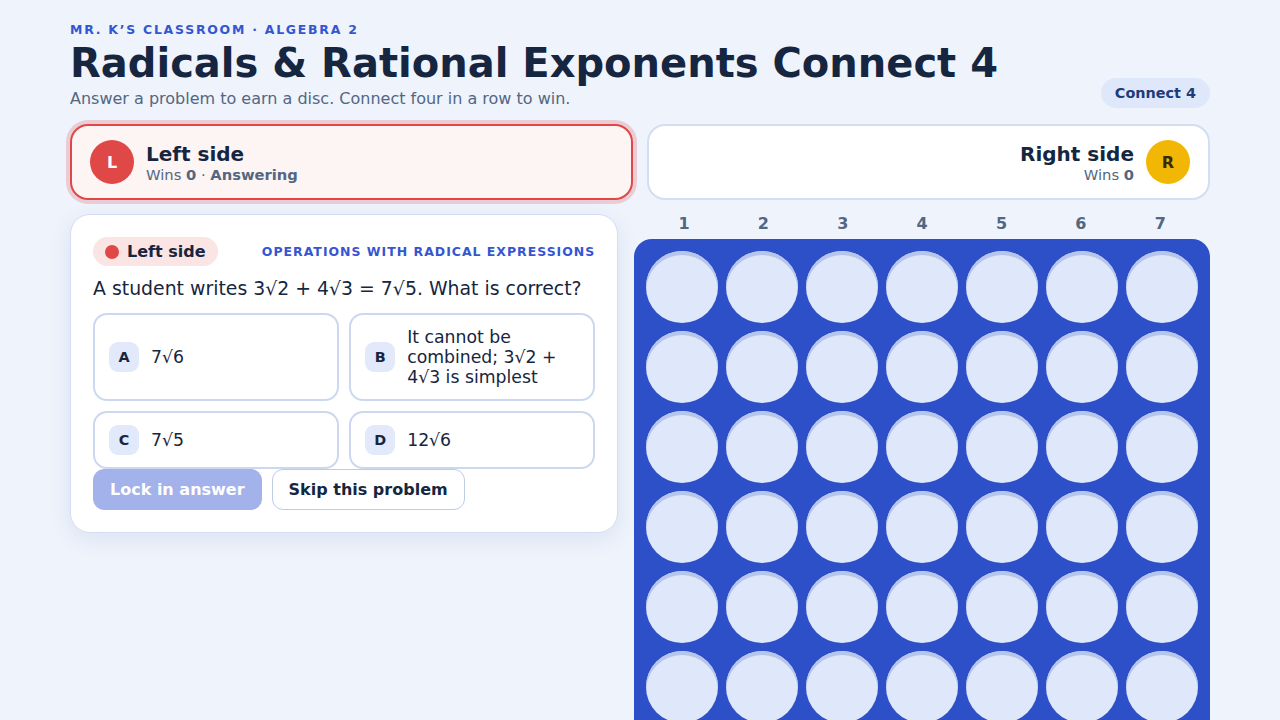 MR. K’S CLASSROOM · ALGEBRA 2
Radicals & Rational Exponents Connect 4
Answer a problem to earn a disc. Connect four in a row to win.
Connect 4
L
Left side
Wins 0 · Answering
Right side
Wins 0
R
Left side
OPERATIONS WITH RADICAL EXPRESSIONS
A student writes 3√2 + 4√3 = 7√5. What is correct?
A
7√6
B
It cannot be
combined; 3√2 +
4√3 is simplest
C
7√5
D
12√6
Lock in answer
Skip this problem
1 2 3 4 5 6 7